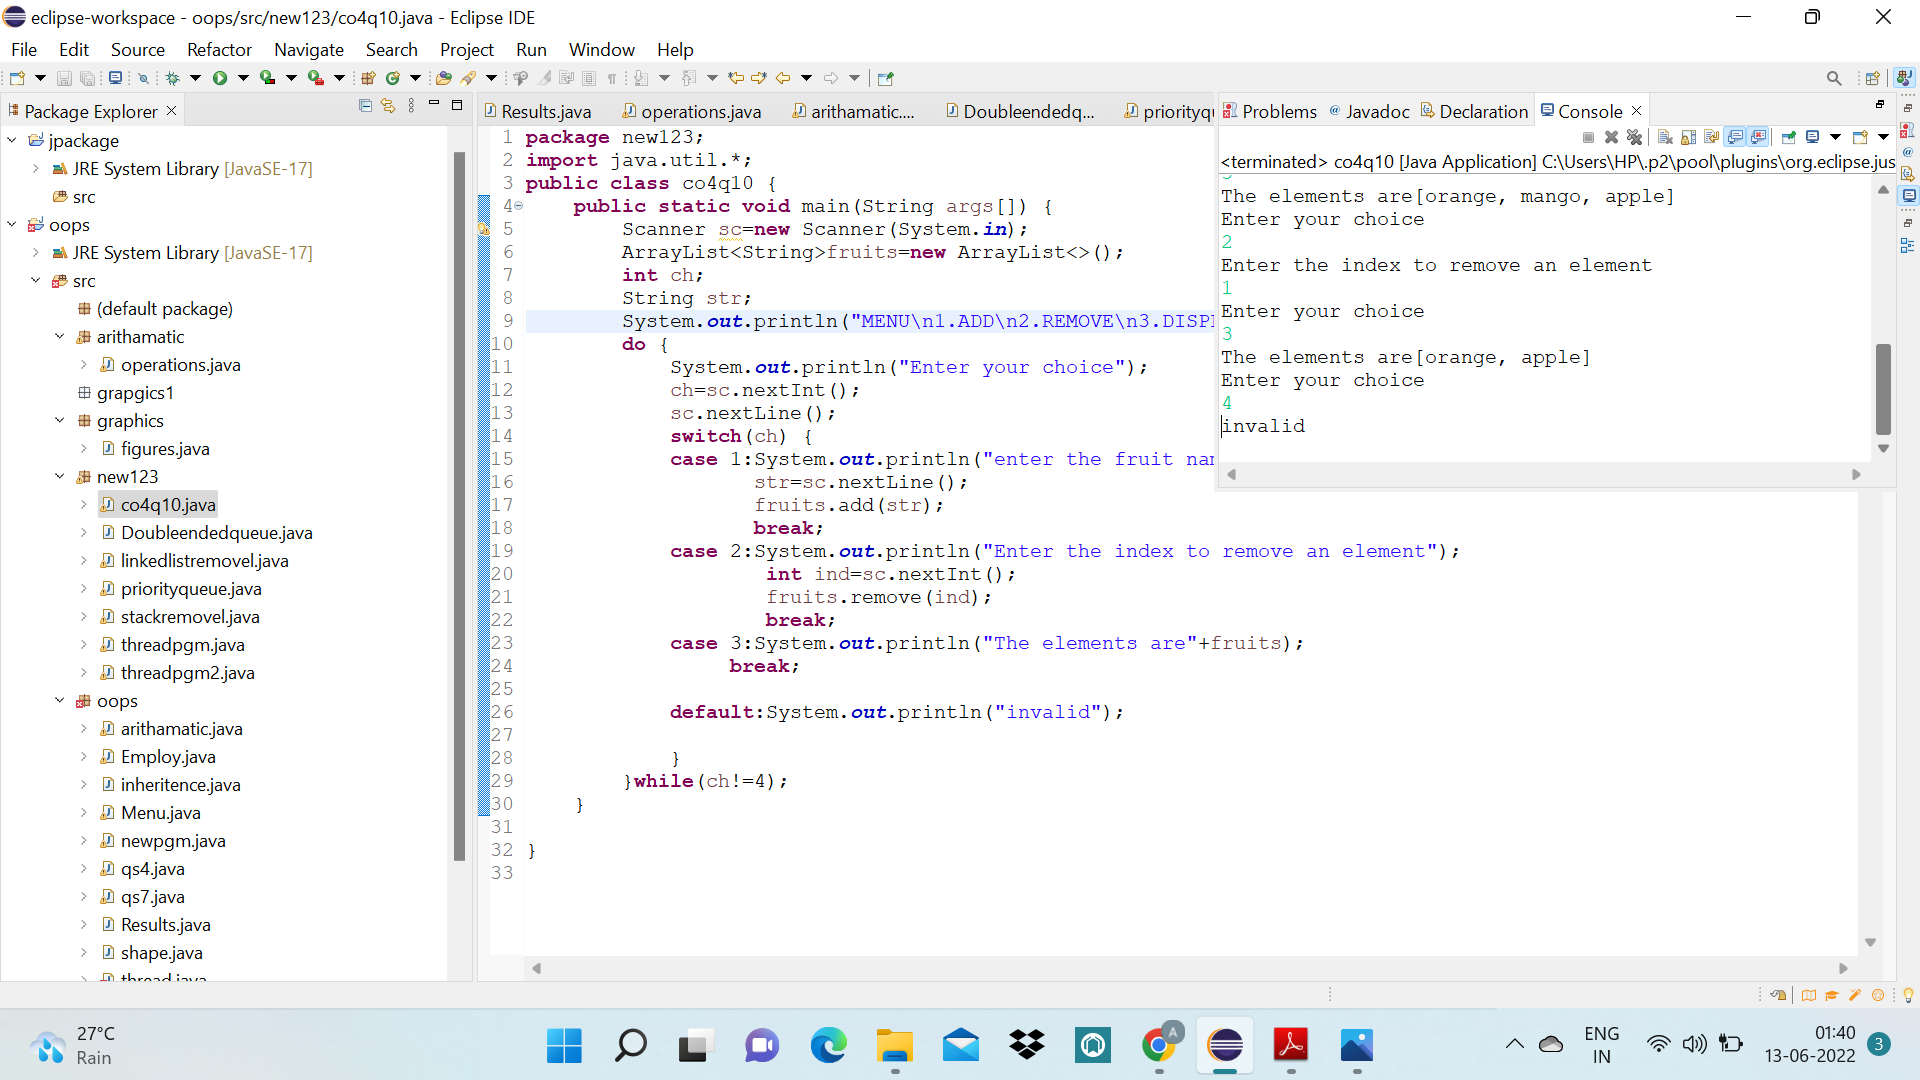 eclipse-workspace - oops/src/new123/co4q10.java - Eclipse IDE
File Edit Source Refactor Navigate Search Project Run Window Help
Package Explorer
jpackage
JRE System Library [JavaSE-17]
src
oops
JRE System Library [JavaSE-17]
src
(default package)
arithamatic
operations.java
grapgics1
graphics
figures.java
new123
co4q10.java
Doubleendedqueue.java
linkedlistremovel.java
priorityqueue.java
stackremovel.java
threadpgm.java
threadpgm2.java
oops
arithamatic.java
Employ.java
inheritence.java
Menu.java
newpgm.java
qs4.java
qs7.java
Results.java
shape.java
thread.java
Results.java operations.java arithamatic.... Doubleendedq... priorityqu
1 package new123;
2 import java.util.*;
3 public class co4q10 {
4 public static void main(String args[]) {
5 Scanner sc=new Scanner(System.in);
6 ArrayList<String>fruits=new ArrayList<>();
7 int ch;
8 String str;
9 System.out.println("MENU\n1.ADD\n2.REMOVE\n3.DISPL
10 do {
11 System.out.println("Enter your choice");
12 ch=sc.nextInt();
13 sc.nextLine();
14 switch(ch) {
15 case 1:System.out.println("enter the fruit nam
16 str=sc.nextLine();
17 fruits.add(str);
18 break;
19 case 2:System.out.println("Enter the index to remove an element");
20 int ind=sc.nextInt();
21 fruits.remove(ind);
22 break;
23 case 3:System.out.println("The elements are"+fruits);
24 break;
25
26 default:System.out.println("invalid");
27
28 }
29 }while(ch!=4);
30 }
31
32 }
33
Problems @ Javadoc Declaration Console
<terminated> co4q10 [Java Application] C:\Users\HP\.p2\pool\plugins\org.eclipse.jus
The elements are[orange, mango, apple]
Enter your choice
2
Enter the index to remove an element
1
Enter your choice
3
The elements are[orange, apple]
Enter your choice
4
invalid
27°C
Rain
A
ENG
IN
01:40
13-06-2022
3